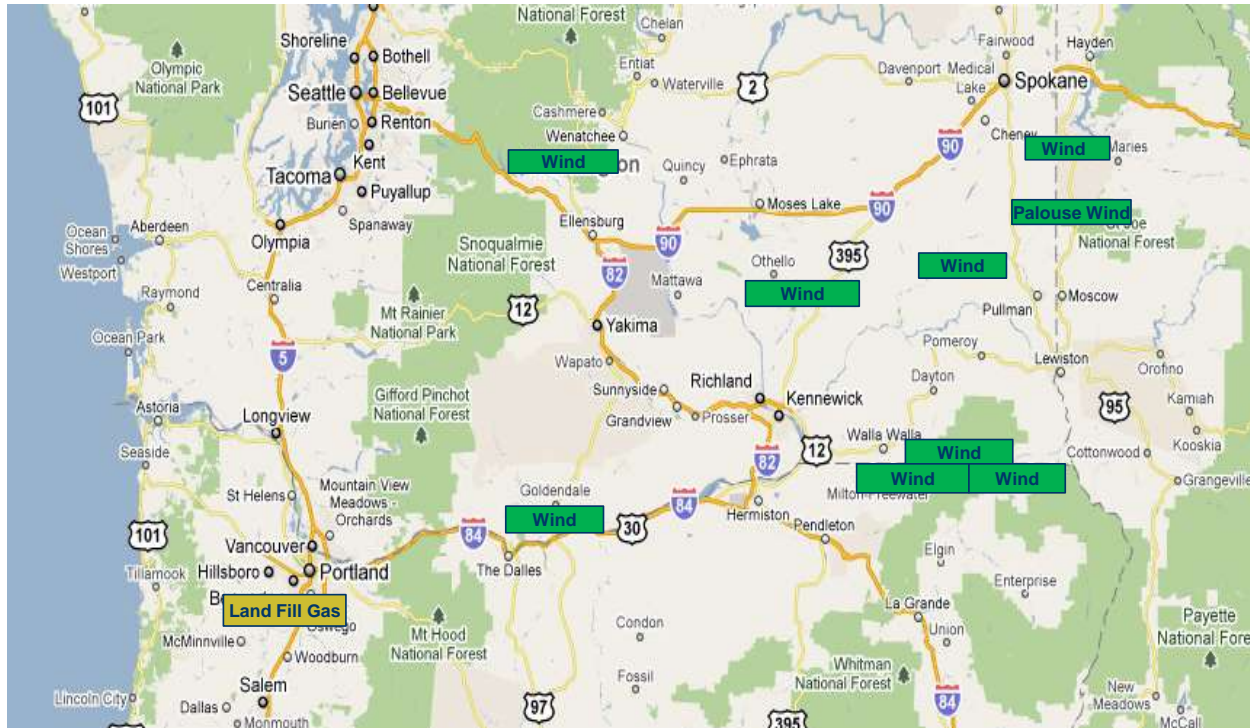 National Forest
Chelan
Fairwood
Hayden
Shoreline
Bothell
Olympic
National Park
Entiat
Waterville
Davenport
Medical
Lake
Spokane
101
Seattle
Bellevue
2
Cashmere
Burien
Renton
Wenatchee
Cheney
90
Kent
Wind
on
Quincy
Ephrata
Wind
Maries
Tacoma
Puyallup
Moses Lake
90
Palouse Wind
Spanaway
Ellensburg
Aberdeen
Olympia
Ocean
Shores
Westport
Snoqualmie
National Forest
90
395
National Forest
82
Othello
Mattawa
Wind
Raymond
Centralia
Mt Rainier
National Park
12
Wind
Pullman
Moscow
Yakima
Ocean Park
5
Wapato
Pomeroy
Lewiston
Orofino
Gifford Pinchot
National Forest
Sunnyside
Richland
Kennewick
Dayton
Astoria
Longview
Grandview
Prosser
95
Kamiah
Kooskia
Seaside
Walla Walla
12
Wind
Cottonwood
82
Wind
Wind
Grangeville
St Helens
Mountain View
Meadows -
Orchards
Goldendale
84
Milton-Freewater
Hermiston
Wind
30
Pendleton
101
Vancouver
84
The Dalles
Elgin
Hillsboro
Portland
Tillamook
Enterprise
Land Fill Gas
Oswego
La Grande
Payette
National Forest
McMinnville
Mt Hood
National Forest
Condon
Union
Woodburn
Whitman
National Forest
Salem
Fossil
Lincoln City
97
84
New
Meadows
Dallas
Monmouth
395
McCall